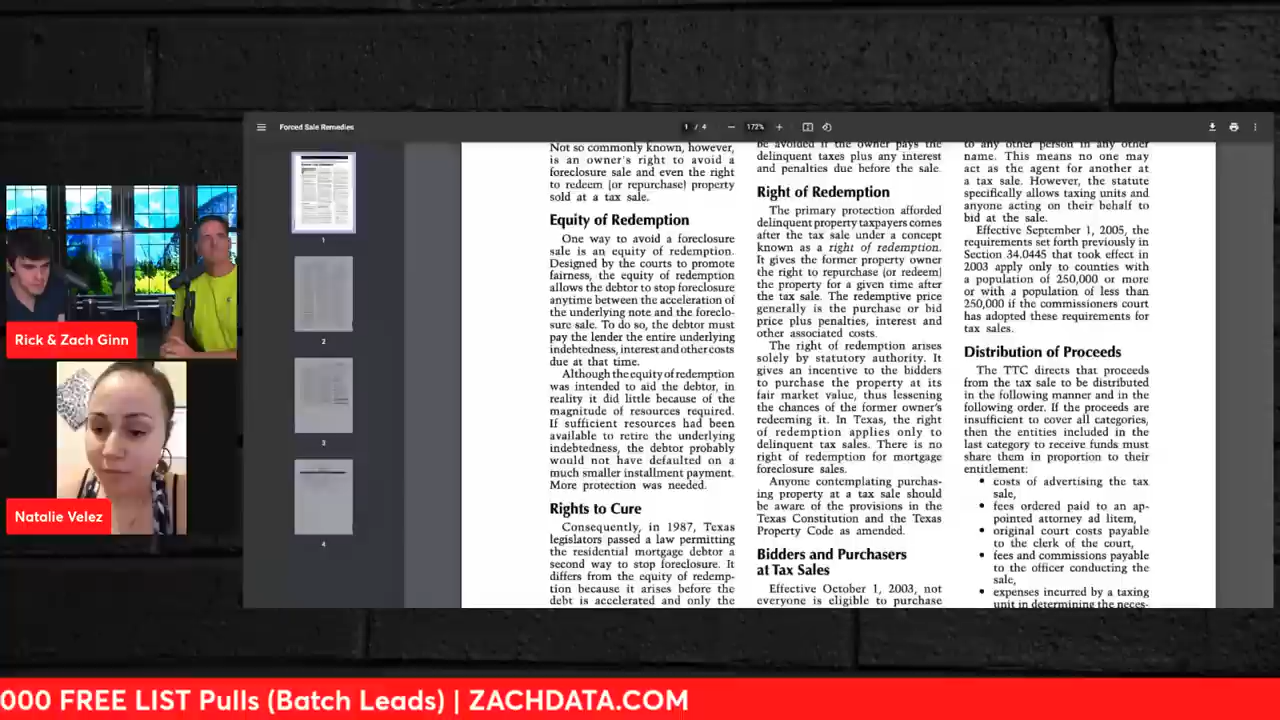 Forced Sale Remedies
1 / 4
172%
1
2
3
4
Not so commonly known, however,
is an owner's right to avoid a
foreclosure sale and even the right
to redeem (or repurchase) property
sold at a tax sale.
Equity of Redemption
One way to avoid a foreclosure
sale is an equity of redemption.
Designed by the courts to promote
fairness, the equity of redemption
allows the debtor to stop foreclosure
anytime between the acceleration of
the underlying note and the foreclo-
sure sale. To do so, the debtor must
pay the lender the entire underlying
indebtedness, interest and other costs
due at that time.
Although the equity of redemption
was intended to aid the debtor, in
reality it did little because of the
magnitude of resources required.
If sufficient resources had been
available to retire the underlying
indebtedness, the debtor probably
would not have defaulted on a
much smaller installment payment.
More protection was needed.
Rights to Cure
Consequently, in 1987, Texas
legislators passed a law permitting
the residential mortgage debtor a
second way to stop foreclosure. It
differs from the equity of redemp-
tion because it arises before the
debt is accelerated and only the
be avoided if the owner pays the
delinquent taxes plus any interest
and penalties due before the sale.
Right of Redemption
The primary protection afforded
delinquent property taxpayers comes
after the tax sale under a concept
known as a right of redemption.
It gives the former property owner
the right to repurchase (or redeem)
the property for a given time after
the tax sale. The redemptive price
generally is the purchase or bid
price plus penalties, interest and
other associated costs.
The right of redemption arises
solely by statutory authority. It
gives an incentive to the bidders
to purchase the property at its
fair market value, thus lessening
the chances of the former owner's
redeeming it. In Texas, the right
of redemption applies only to
delinquent tax sales. There is no
right of redemption for mortgage
foreclosure sales.
Anyone contemplating purchas-
ing property at a tax sale should
be aware of the provisions in the
Texas Constitution and the Texas
Property Code as amended.
Bidders and Purchasers
at Tax Sales
Effective October 1, 2003, not
everyone is eligible to purchase
to any other person in any other
name. This means no one may
act as the agent for another at
a tax sale. However, the statute
specifically allows taxing units and
anyone acting on their behalf to
bid at the sale.
Effective September 1, 2005, the
requirements set forth previously in
Section 34.0445 that took effect in
2003 apply only to counties with
a population of 250,000 or more
or with a population of less than
250,000 if the commissioners court
has adopted these requirements for
tax sales.
Distribution of Proceeds
The TTC directs that proceeds
from the tax sale to be distributed
in the following manner and in the
following order. If the proceeds are
insufficient to cover all categories,
then the entities included in the
last category to receive funds must
share them in proportion to their
entitlement:
• costs of advertising the tax
sale,
• fees ordered paid to an ap-
pointed attorney ad litem,
• original court costs payable
to the clerk of the court,
• fees and commissions payable
to the officer conducting the
sale,
• expenses incurred by a taxing
unit in determining the neces-
Rick & Zach Ginn
Natalie Velez
000 FREE LIST Pulls (Batch Leads) | ZACHDATA.COM